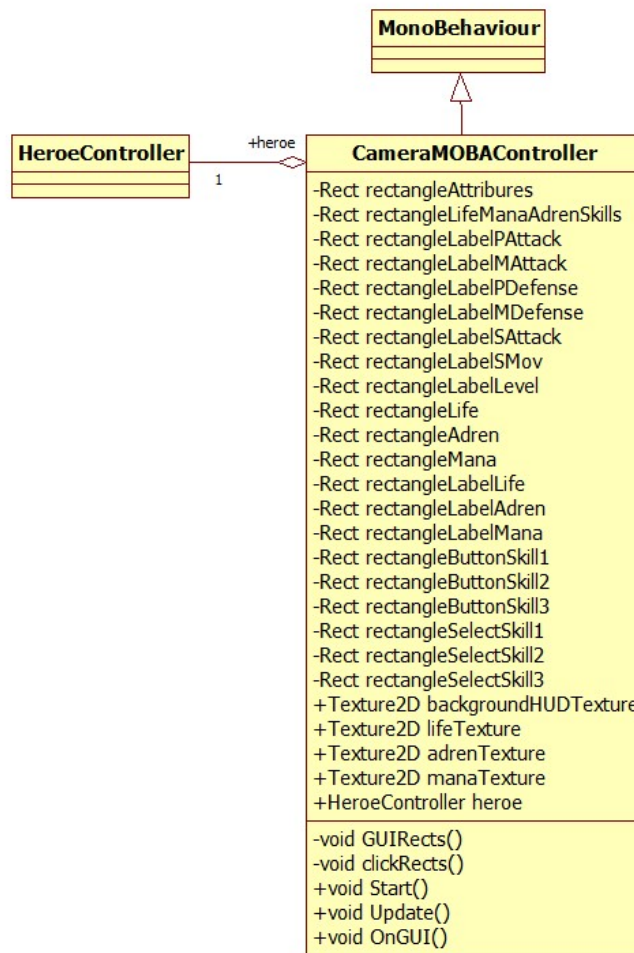 MonoBehaviour
HeroeController
+heroe
1
CameraMOBAController
-Rect rectangleAttribures
-Rect rectangleLifeManaAdrenSkills
-Rect rectangleLabelPAttack
-Rect rectangleLabelMAttack
-Rect rectangleLabelPDefense
-Rect rectangleLabelMDefense
-Rect rectangleLabelSAttack
-Rect rectangleLabelSMov
-Rect rectangleLabelLevel
-Rect rectangleLife
-Rect rectangleAdren
-Rect rectangleMana
-Rect rectangleLabelLife
-Rect rectangleLabelAdren
-Rect rectangleLabelMana
-Rect rectangleButtonSkill1
-Rect rectangleButtonSkill2
-Rect rectangleButtonSkill3
-Rect rectangleSelectSkill1
-Rect rectangleSelectSkill2
-Rect rectangleSelectSkill3
+Texture2D backgroundHUDTexture
+Texture2D lifeTexture
+Texture2D adrenTexture
+Texture2D manaTexture
+HeroeController heroe
-void GUIRects()
-void clickRects()
+void Start()
+void Update()
+void OnGUI()